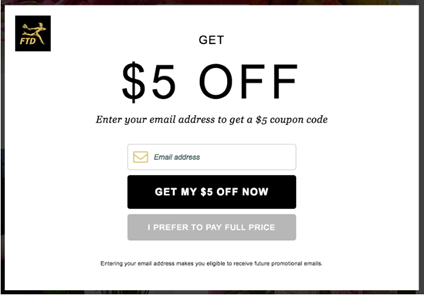 FTD
GET
$5 OFF
Enter your email address to get a $5 coupon code
Email address
GET MY $5 OFF NOW
I PREFER TO PAY FULL PRICE
Entering your email address makes you eligible to receive future promotional emails.